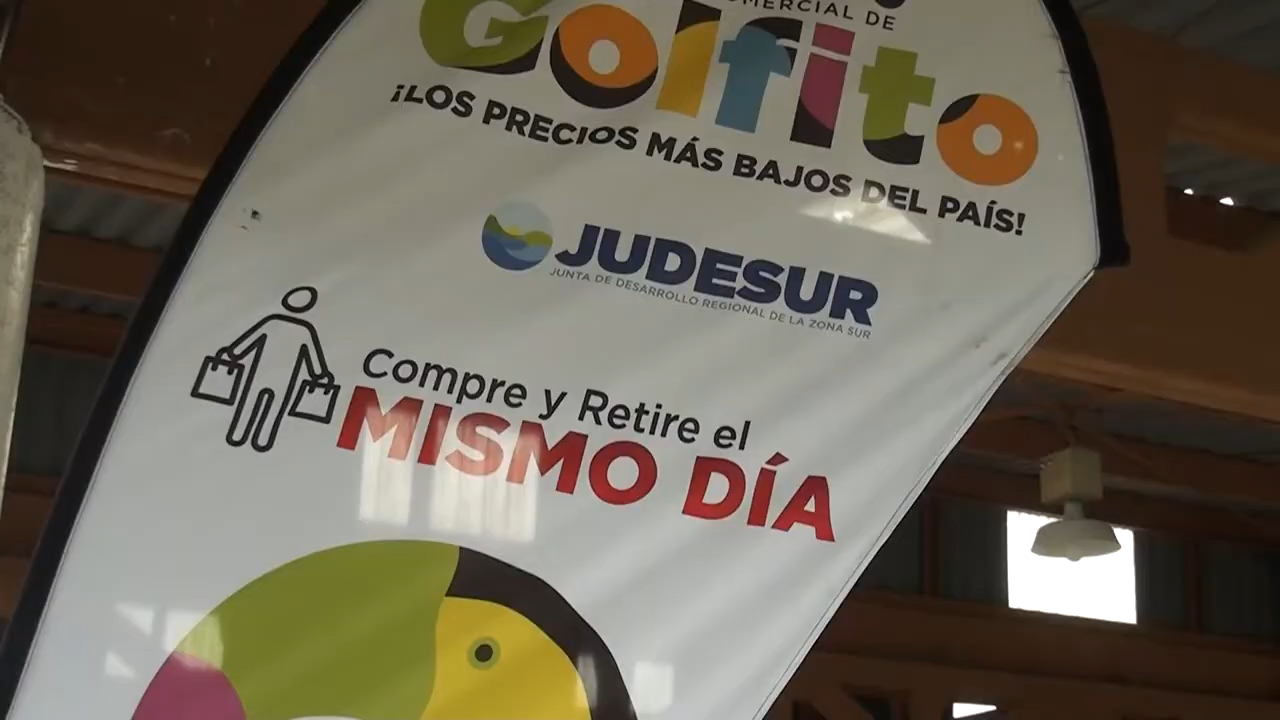 COMERCIAL DE
Golfito
¡LOS PRECIOS MÁS BAJOS DEL PAÍS!
JUDESUR
JUNTA DE DESARROLLO REGIONAL DE LA ZONA SUR
Compre y Retire el
MISMO DÍA